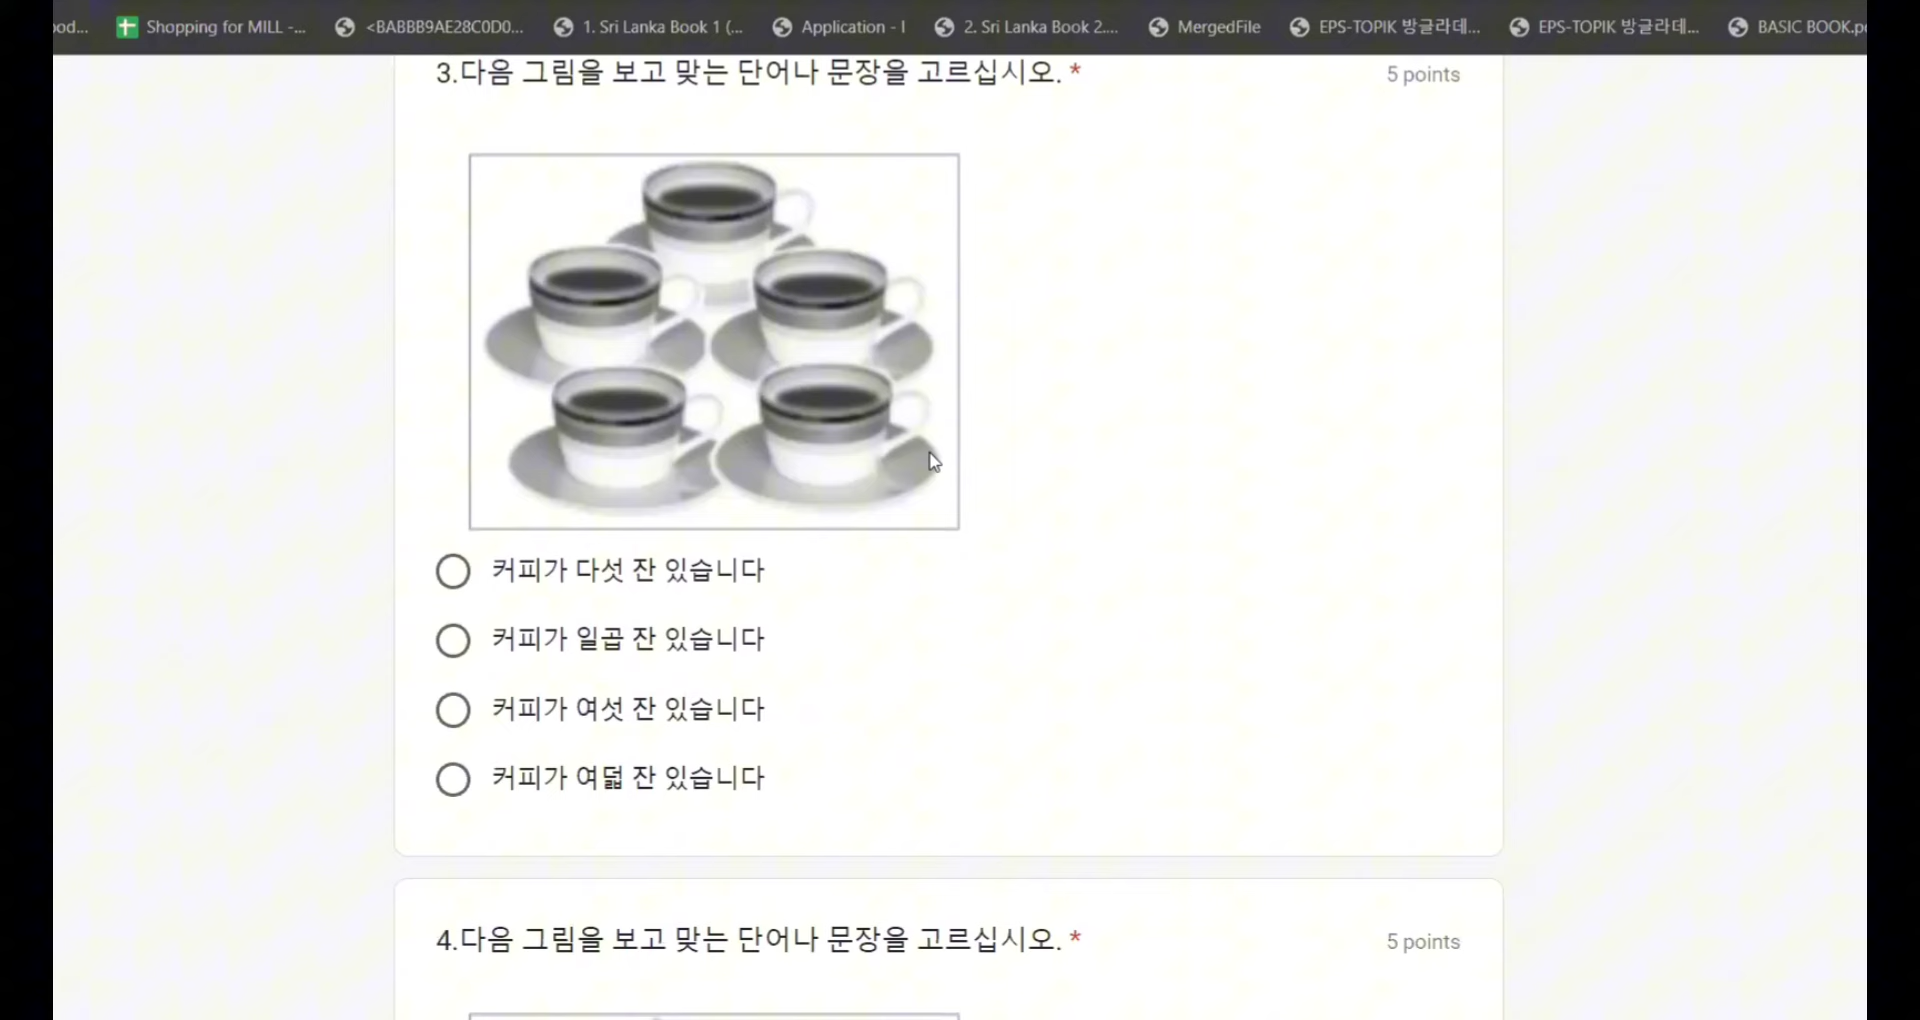 ood... Shopping for MILL -... <BABBB9AE28C0D0... 1. Sri Lanka Book 1 (... Application - I 2. Sri Lanka Book 2.... MergedFile EPS-TOPIK 방글라데... EPS-TOPIK 방글라데... BASIC BOOK.p
3.다음 그림을 보고 맞는 단어나 문장을 고르십시오. * 5 points
커피가 다섯 잔 있습니다
커피가 일곱 잔 있습니다
커피가 여섯 잔 있습니다
커피가 여덟 잔 있습니다
4.다음 그림을 보고 맞는 단어나 문장을 고르십시오. * 5 points